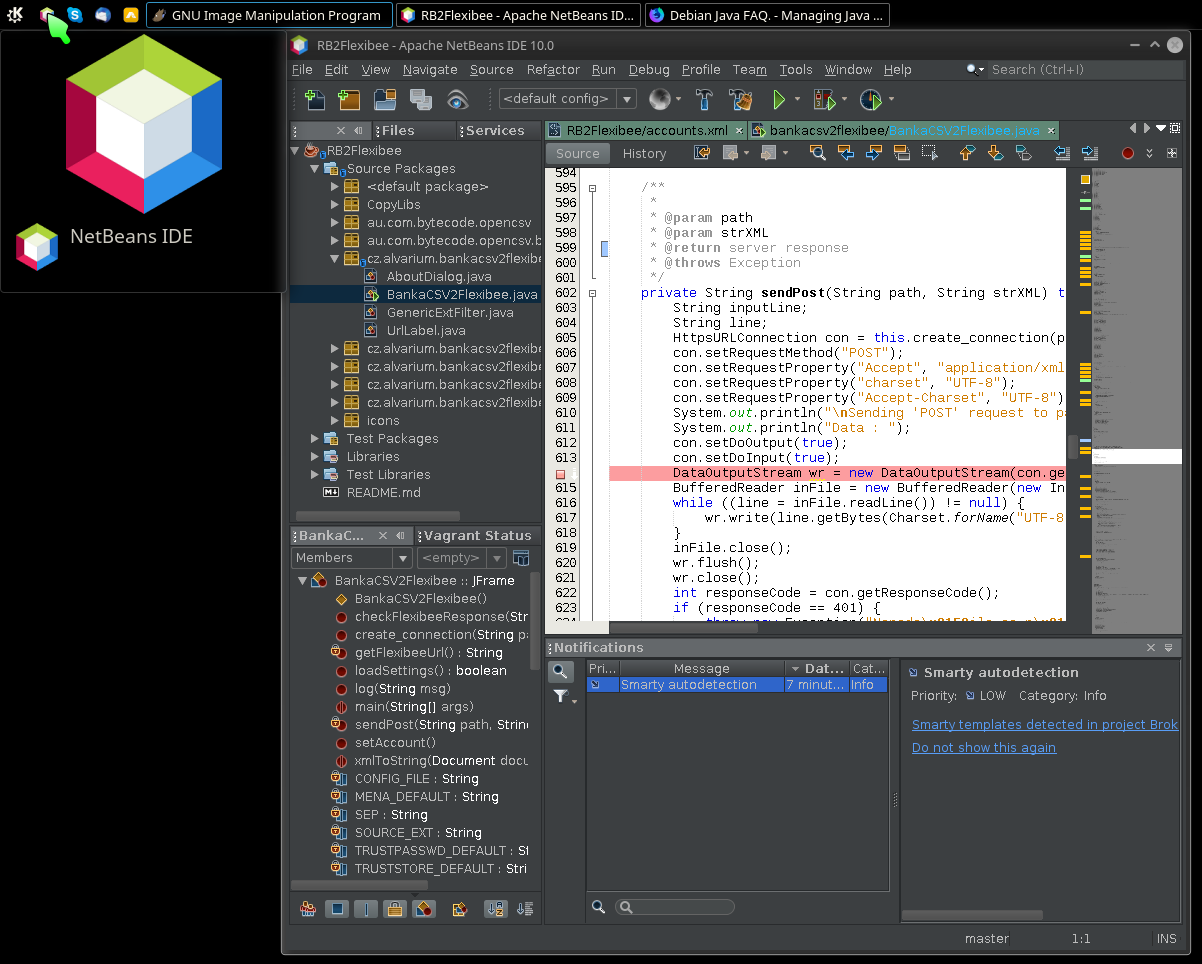 GNU Image Manipulation Program
RB2Flexibee - Apache NetBeans ID...
Debian Java FAQ. - Managing Java ...
NetBeans IDE
RB2Flexibee - Apache NetBeans IDE 10.0
File Edit View Navigate Source Refactor Run Debug Profile Team Tools Window Help
Search (Ctrl+I)
<default config>
Files
Services
RB2Flexibee
Source Packages
<default package>
CopyLibs
au.com.bytecode.opencsv
au.com.bytecode.opencsv.b
cz.alvarium.bankacsv2flexibe
AboutDialog.java
BankaCSV2Flexibee.java
GenericExtFilter.java
UrlLabel.java
cz.alvarium.bankacsv2flexibe
cz.alvarium.bankacsv2flexibe
cz.alvarium.bankacsv2flexibe
cz.alvarium.bankacsv2flexibe
icons
Test Packages
Libraries
Test Libraries
README.md
RB2Flexibee/accounts.xml
bankacsv2flexibee/BankaCSV2Flexibee.java
Source
History
594
595 /**
596 *
597 * @param path
598 * @param strXML
599 * @return server response
600 * @throws Exception
601 */
602 private String sendPost(String path, String strXML) t
603 String inputLine;
604 String line;
605 HttpsURLConnection con = this.create_connection(p
606 con.setRequestMethod("POST");
607 con.setRequestProperty("Accept", "application/xml
608 con.setRequestProperty("charset", "UTF-8");
609 con.setRequestProperty("Accept-Charset", "UTF-8")
610 System.out.println("\nSending 'POST' request to p
611 System.out.println("Data : ");
612 con.setDoOutput(true);
613 con.setDoInput(true);
DataOutputStream wr = new DataOutputStream(con.ge
615 BufferedReader inFile = new BufferedReader(new In
616 while ((line = inFile.readLine()) != null) {
617 wr.write(line.getBytes(Charset.forName("UTF-8
618 }
619 inFile.close();
620 wr.flush();
621 wr.close();
622 int responseCode = con.getResponseCode();
623 if (responseCode == 401) {
throw new
BankaC...
Vagrant Status
Members
<empty>
BankaCSV2Flexibee :: JFrame
BankaCSV2Flexibee()
checkFlexibeeResponse(Str
create_connection(String p
getFlexibeeUrl() : String
loadSettings() : boolean
log(String msg)
main(String[] args)
sendPost(String path, String
setAccount()
xmlToString(Document docu
CONFIG_FILE : String
MENA_DEFAULT : String
SEP : String
SOURCE_EXT : String
TRUSTPASSWD_DEFAULT : St
TRUSTSTORE_DEFAULT : Stri
Notifications
Pri... Message Dat... Cat...
Smarty autodetection 7 minut... Info
Smarty autodetection
Priority: LOW Category: Info
Smarty templates detected in project Brok
Do not show this again
master
1:1
INS